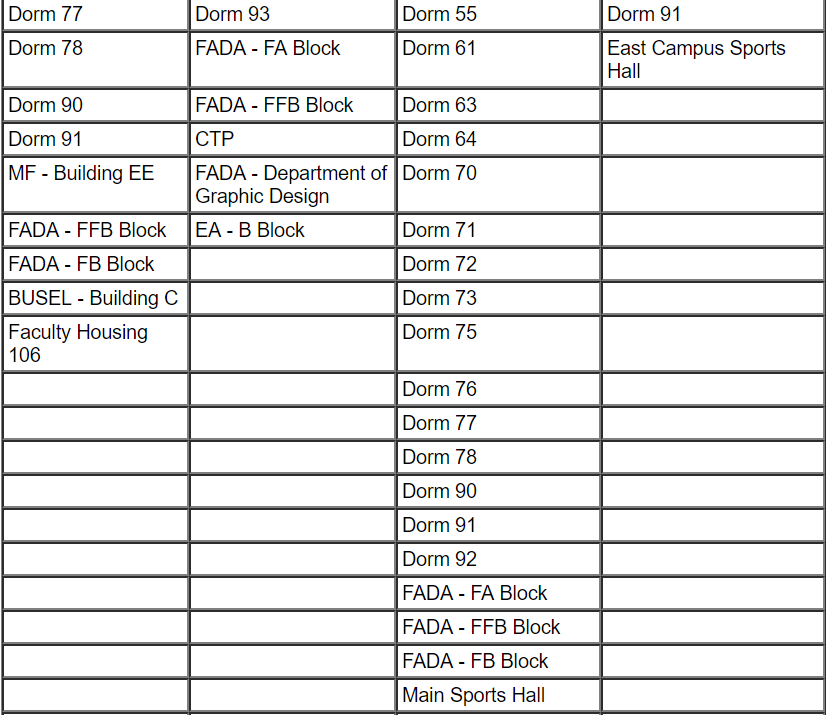 Dorm 77 Dorm 93 Dorm 55 Dorm 91
Dorm 78 FADA - FA Block Dorm 61 East Campus Sports
Hall
Dorm 90 FADA - FFB Block Dorm 63
Dorm 91 CTP Dorm 64
MF - Building EE FADA - Department of Dorm 70
Graphic Design
FADA - FFB Block EA - B Block Dorm 71
FADA - FB Block Dorm 72
BUSEL - Building C Dorm 73
Faculty Housing Dorm 75
106
Dorm 76
Dorm 77
Dorm 78
Dorm 90
Dorm 91
Dorm 92
FADA - FA Block
FADA - FFB Block
FADA - FB Block
Main Sports Hall